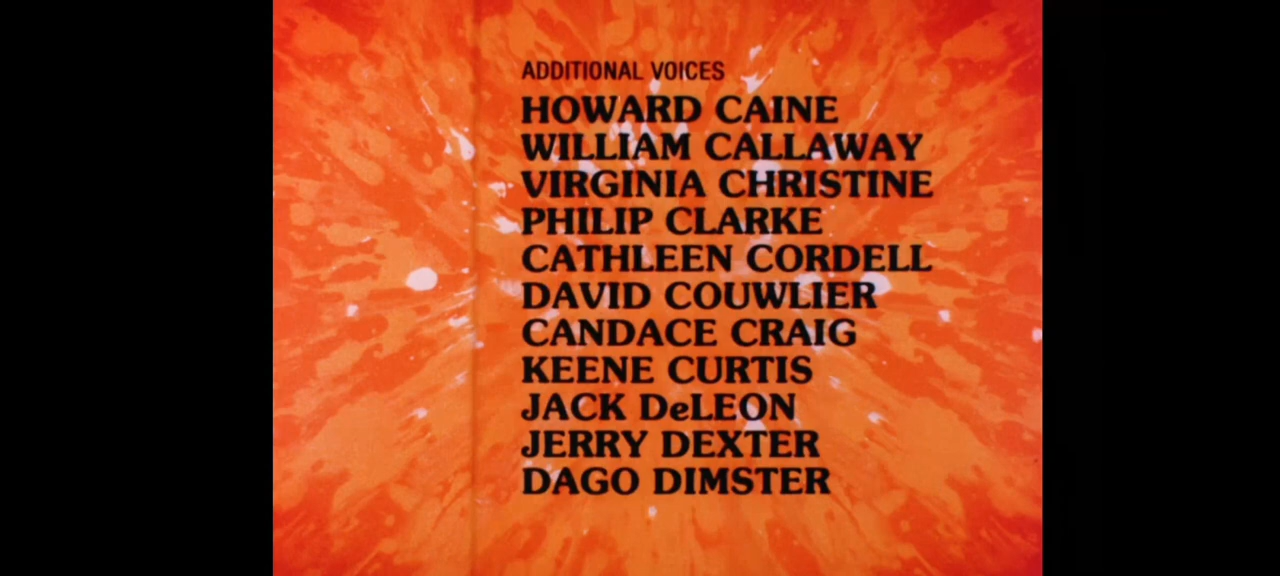 ADDITIONAL VOICES
HOWARD CAINE
WILLIAM CALLAWAY
VIRGINIA CHRISTINE
PHILIP CLARKE
CATHLEEN CORDELL
DAVID COUWLIER
CANDACE CRAIG
KEENE CURTIS
JACK DeLEON
JERRY DEXTER
DAGO DIMSTER